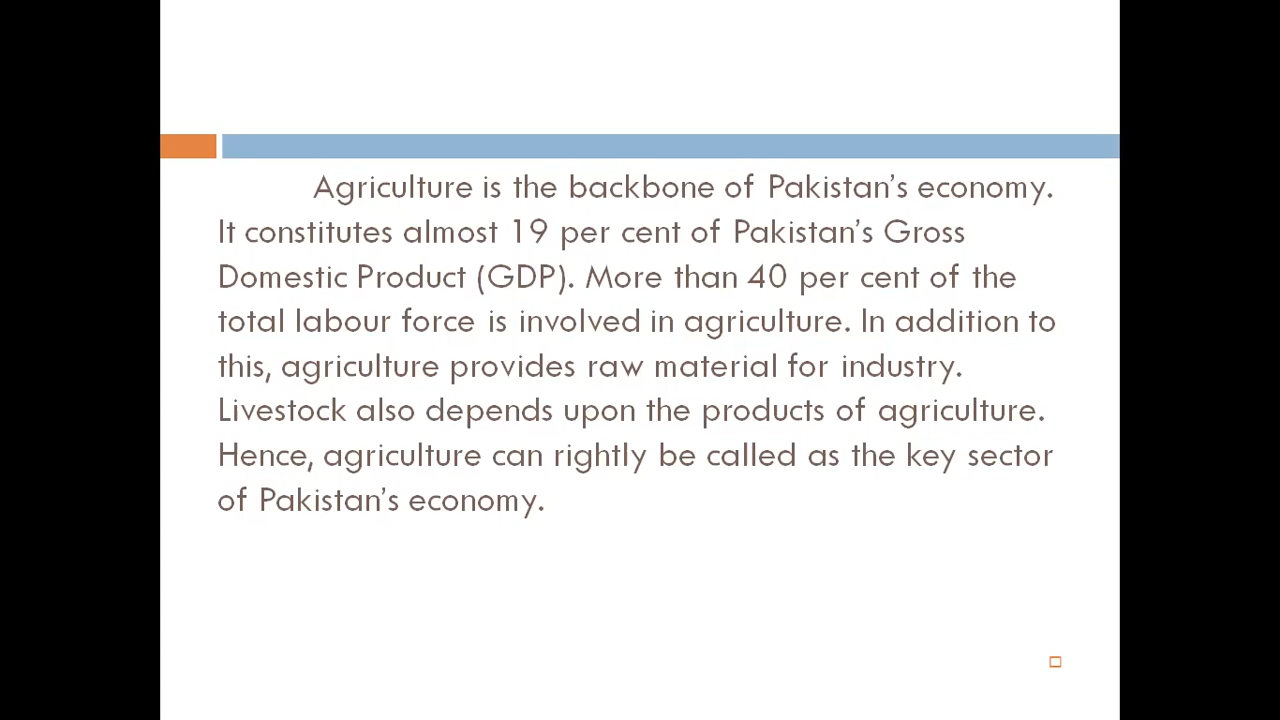 Agriculture is the backbone of Pakistan's economy.
It constitutes almost 19 per cent of Pakistan's Gross
Domestic Product (GDP). More than 40 per cent of the
total labour force is involved in agriculture. In addition to
this, agriculture provides raw material for industry.
Livestock also depends upon the products of agriculture.
Hence, agriculture can rightly be called as the key sector
of Pakistan's economy.